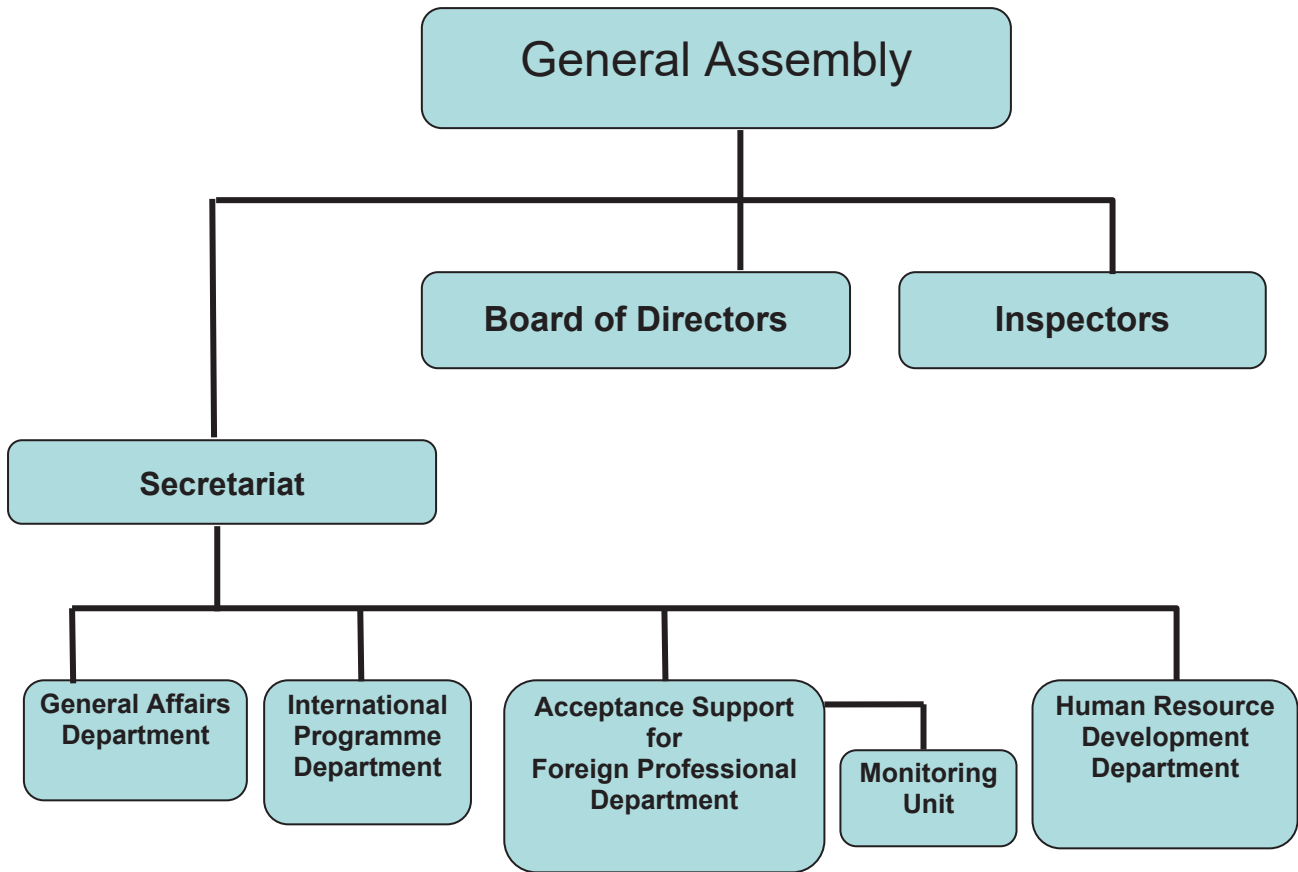 General Assembly
Board of Directors
Inspectors
Secretariat
General Affairs
Department
International
Programme
Department
Acceptance Support
for
Foreign Professional
Department
Monitoring
Unit
Human Resource
Development
Department